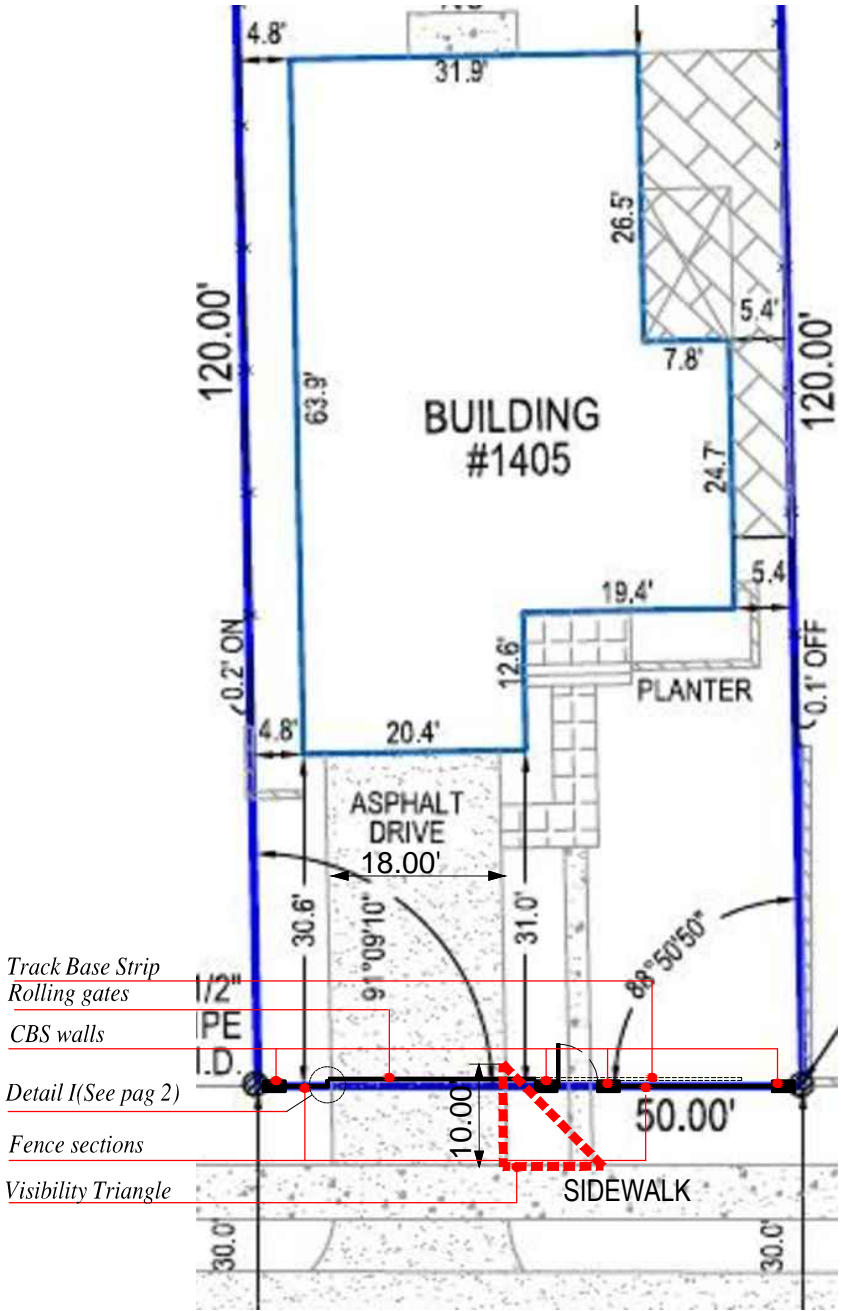 4.8'
31.9'
26.5'
5.4'
7.8'
120.00'
120.00'
63.9'
BUILDING
#1405
24.7'
19.4'
5.4
0.2' ON
12.6'
PLANTER
0.1' OFF
4.8'
20.4'
ASPHALT
DRIVE
18.00'
30.6'
91°09'10"
31.0'
88°50'50"
Track Base Strip
Rolling gates
1/2"
PE
CBS walls
I.D.
Detail I(See pag 2)
10.00'
50.00'
Fence sections
Visibility Triangle
SIDEWALK
30.0'
30.0'